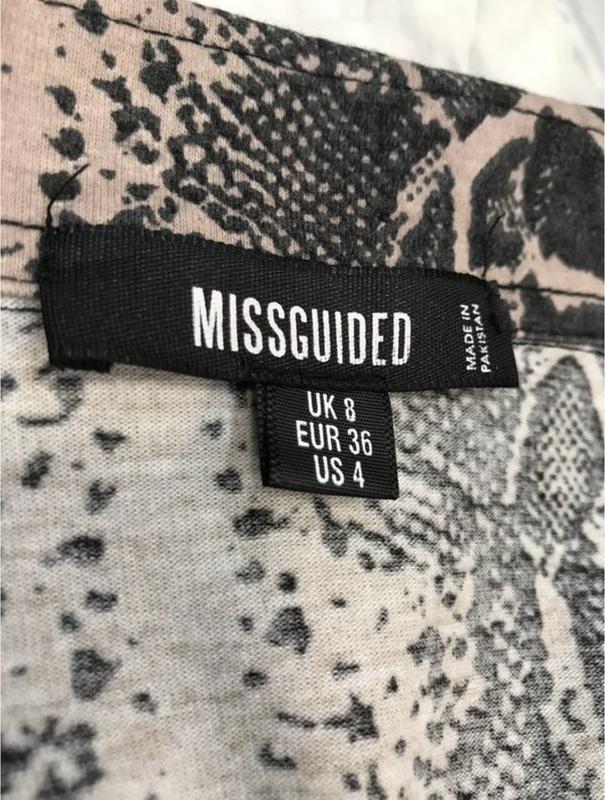 MISSGUIDED
MADE IN
PAKISTAN
UK 8
EUR 36
US 4